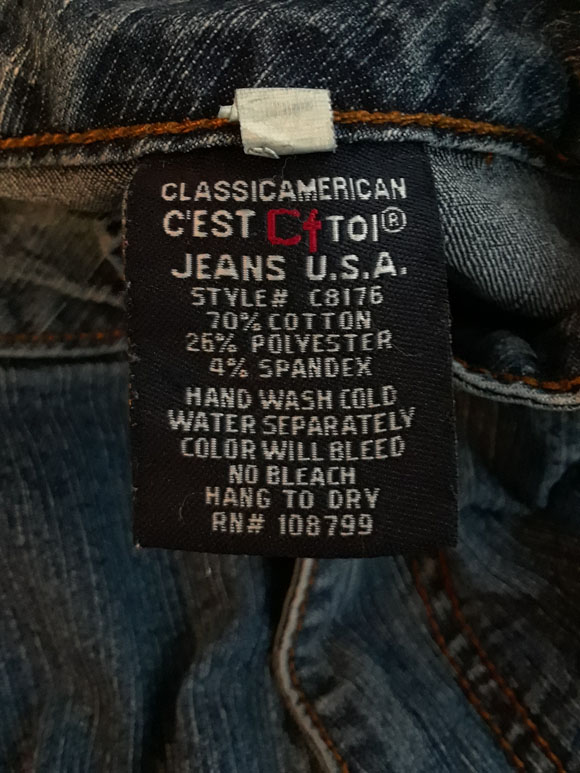 CLASSICAMERICAN
C'EST Ct TOI®
JEANS U.S.A.
STYLE# C8176
70% COTTON
26% POLYESTER
4% SPANDEX
HAND WASH COLD
WATER SEPARATELY
COLOR WILL BLEED
NO BLEACH
HANG TO DRY
RN# 108799